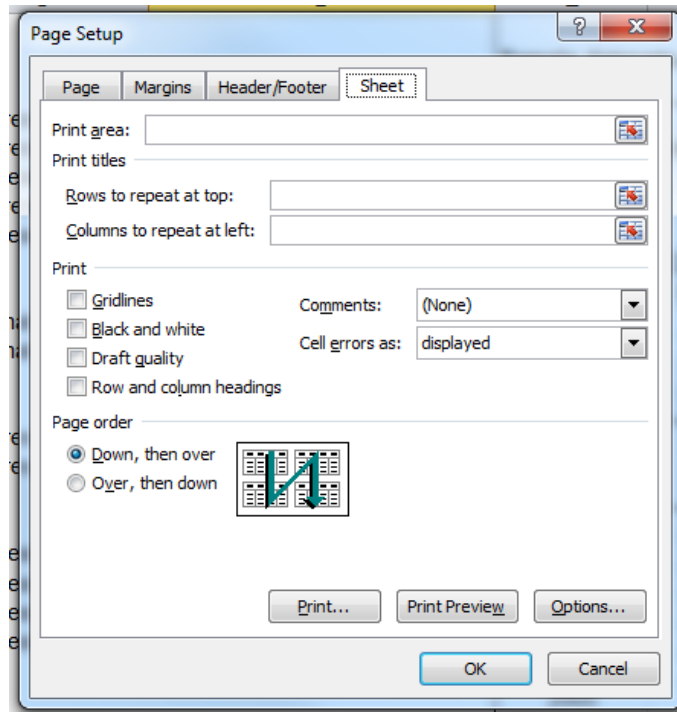 Page Setup
Page Margins Header/Footer Sheet
Print area:
Print titles
Rows to repeat at top:
Columns to repeat at left:
Print
Gridlines
Black and white
Draft quality
Row and column headings
Comments: (None)
Cell errors as: displayed
Page order
Down, then over
Over, then down
Print... Print Preview Options...
OK Cancel